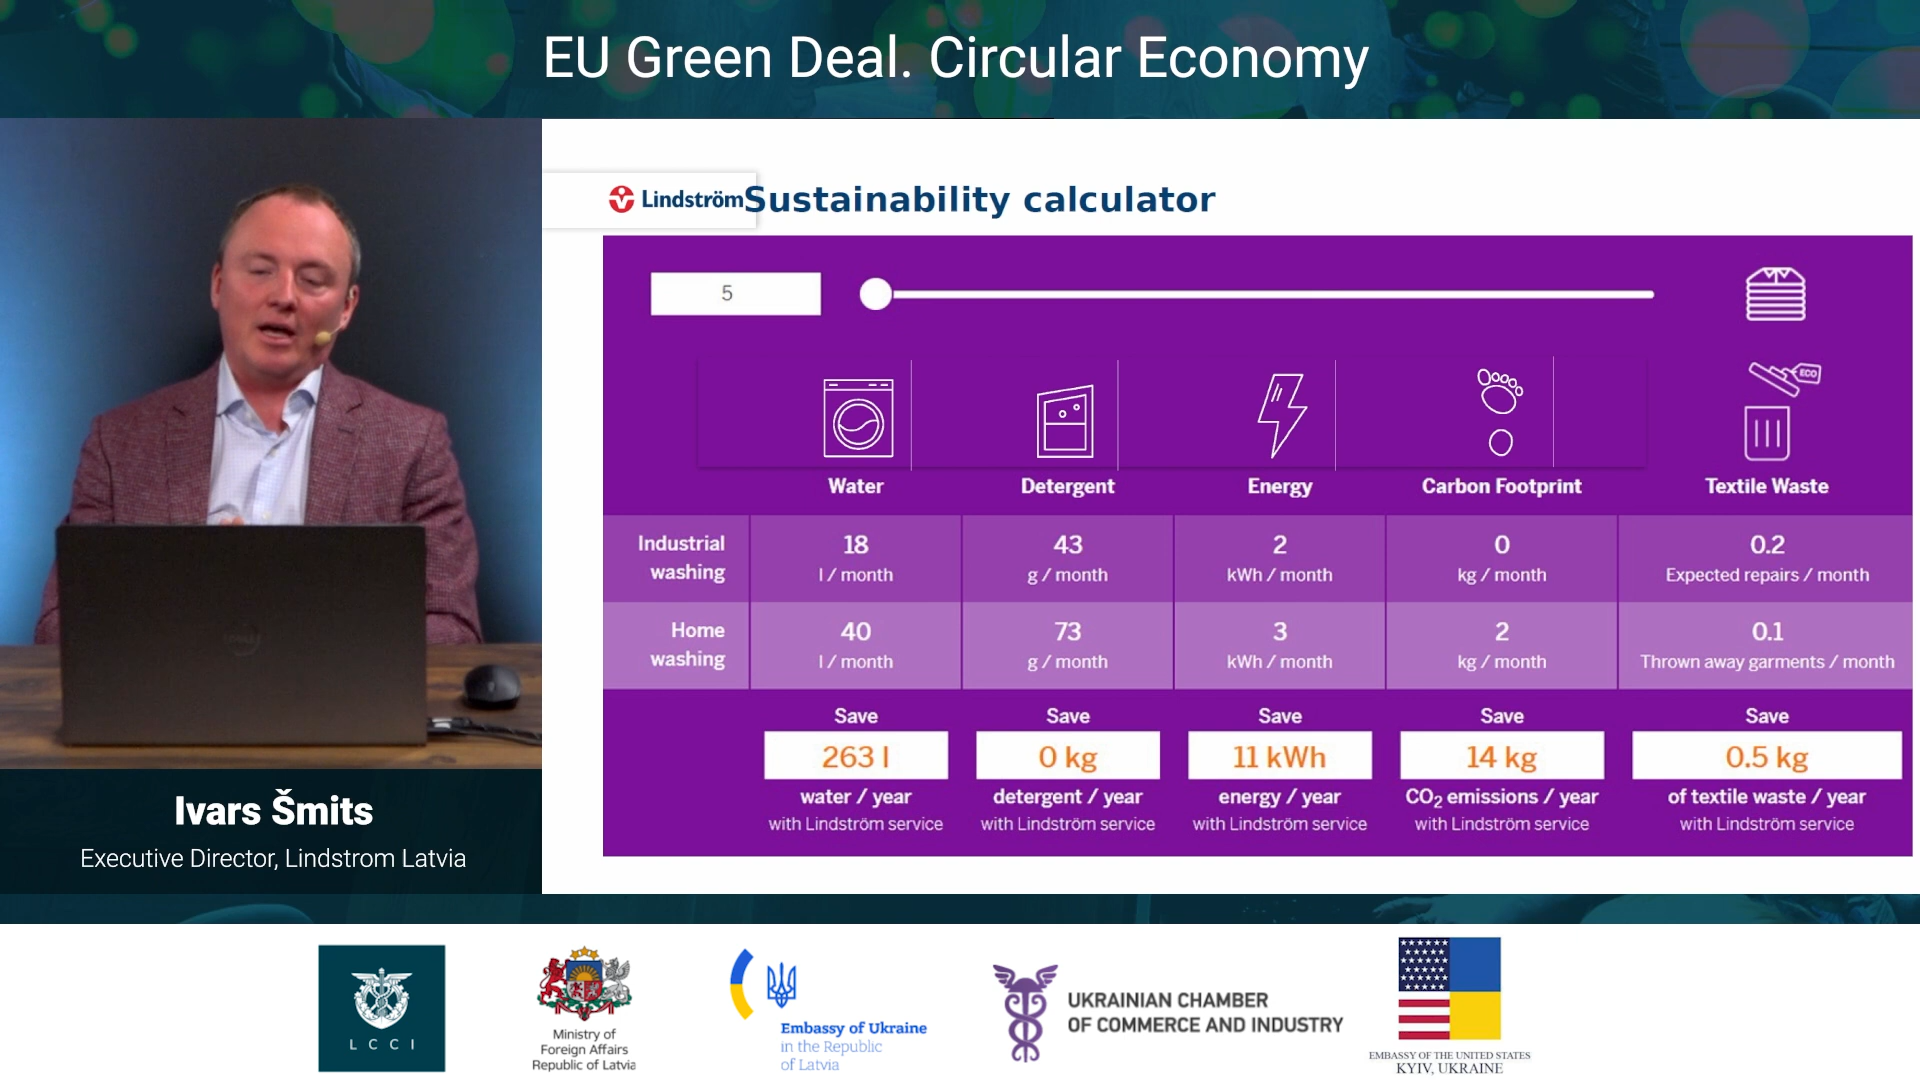 EU Green Deal. Circular Economy
Lindström
Sustainability calculator
5
ECO
Water
Detergent
Energy
Carbon Footprint
Textile Waste
Industrial
washing
18
l / month
43
g / month
2
kWh / month
0
kg / month
0.2
Expected repairs / month
Home
washing
40
l / month
73
g / month
3
kWh / month
2
kg / month
0.1
Thrown away garments / month
Save
263 l
water / year
with Lindström service
Save
0 kg
detergent / year
with Lindström service
Save
11 kWh
energy / year
with Lindström service
Save
14 kg
CO₂ emissions / year
with Lindström service
Save
0.5 kg
of textile waste / year
with Lindström service
Ivars Šmits
Executive Director, Lindstrom Latvia
LCCI
Ministry of
Foreign Affairs
Republic of Latvia
Embassy of Ukraine
in the Republic
of Latvia
UKRAINIAN CHAMBER
OF COMMERCE AND INDUSTRY
EMBASSY OF THE UNITED STATES
KYIV, UKRAINE